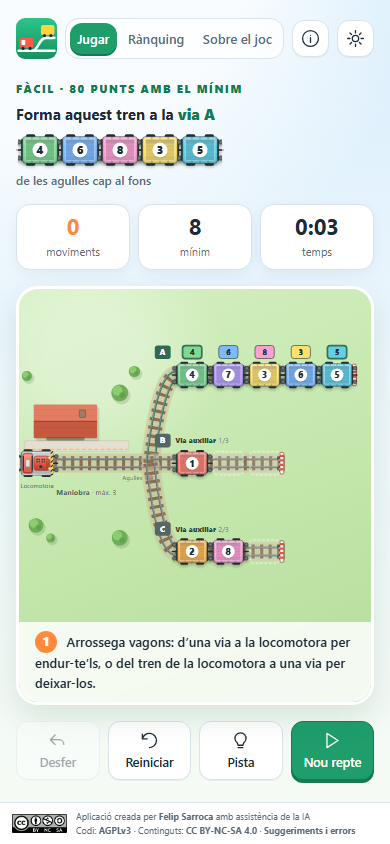 Jugar Rànquing Sobre el joc
FÀCIL · 80 PUNTS AMB EL MÍNIM
Forma aquest tren a la via A
4 6 8 3 5
de les agulles cap al fons
0 8 0:03
moviments mínim temps
A 4 6 8 3 5
4 7 3 6 5
B Via auxiliar 1/3
1
Agulles
Locomotora
Maniobra · màx. 3
C Via auxiliar 2/3
2 8
1 Arrossega vagons: d'una via a la locomotora per
endur-te'ls, o del tren de la locomotora a una via per
deixar-los.
Desfer Reiniciar Pista Nou repte
CC BY NC SA
Aplicació creada per Felip Sarroca amb assistència de la IA
Codi: AGPLv3 · Continguts: CC BY-NC-SA 4.0 · Suggeriments i errors